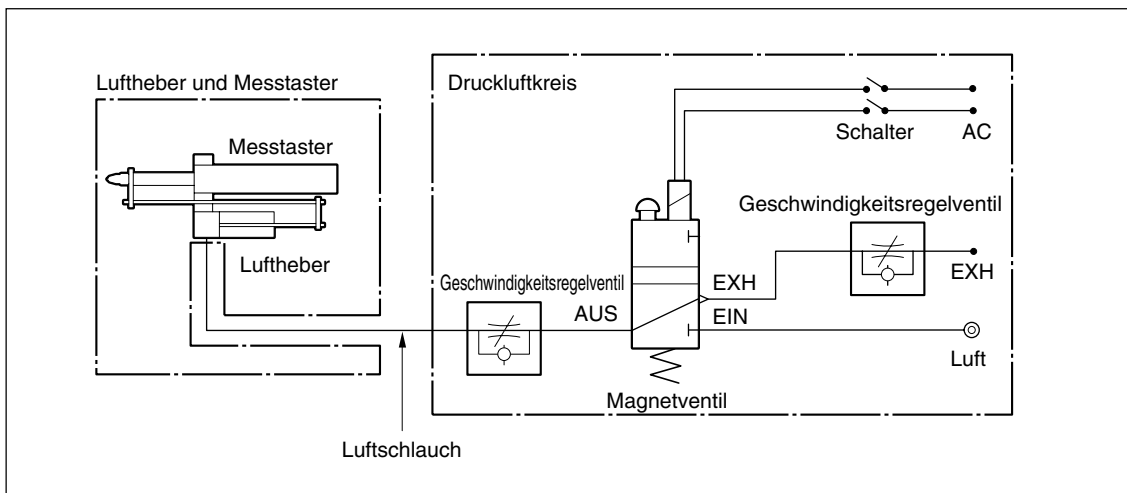 Luftheber und Messtaster
Druckluftkreis
Messtaster
Schalter
AC
Geschwindigkeitsregelventil
Luftheber
Geschwindigkeitsregelventil
EXH
EXH
AUS
EIN
Luft
Magnetventil
Luftschlauch